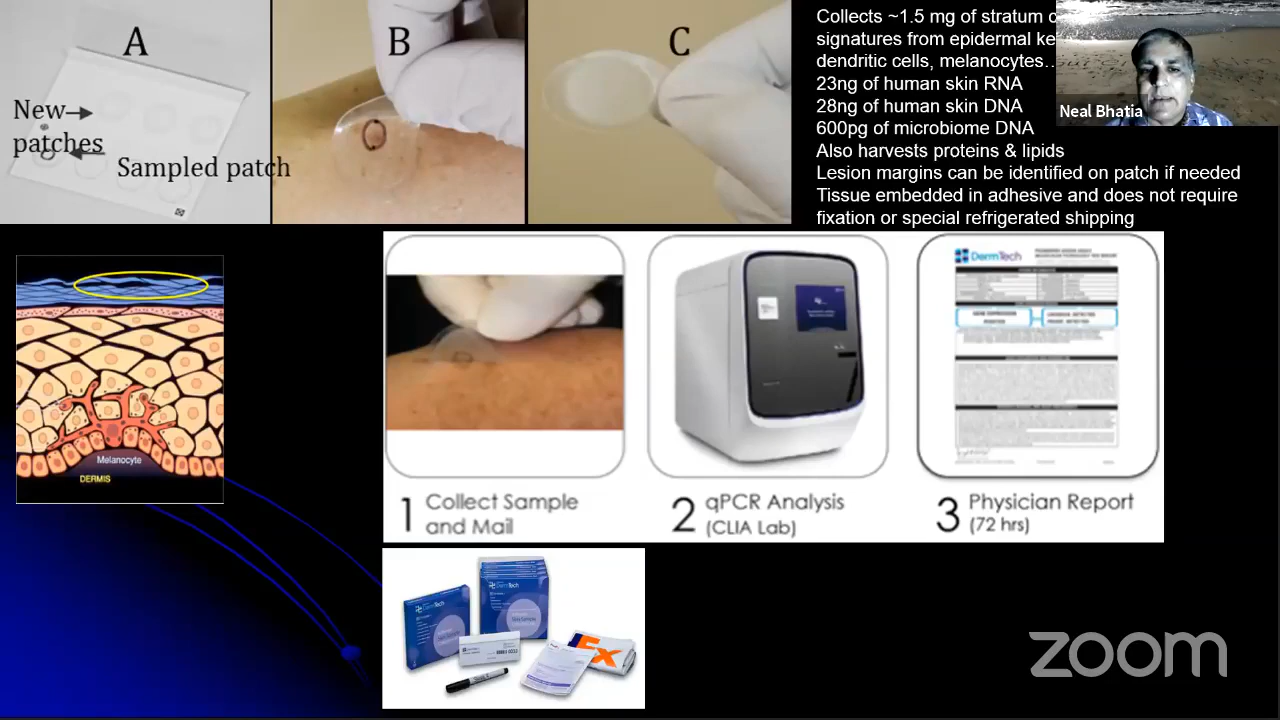 A
New
patches
Sampled patch
B
C
Collects ~1.5 mg of stratum
signatures from epidermal
dendritic cells, melanocytes…
23ng of human skin RNA
28ng of human skin DNA
600pg of microbiome DNA
Also harvests proteins & lipids
Lesion margins can be identified on patch if needed
Tissue embedded in adhesive and does not require
fixation or special refrigerated shipping
Neal Bhatia
Melanocyte
DERMIS
DermTech
1 Collect Sample
and Mail
2 qPCR Analysis
(CLIA Lab)
3 Physician Report
(72 hrs)
DermTech
DermTech
Ex
zoom